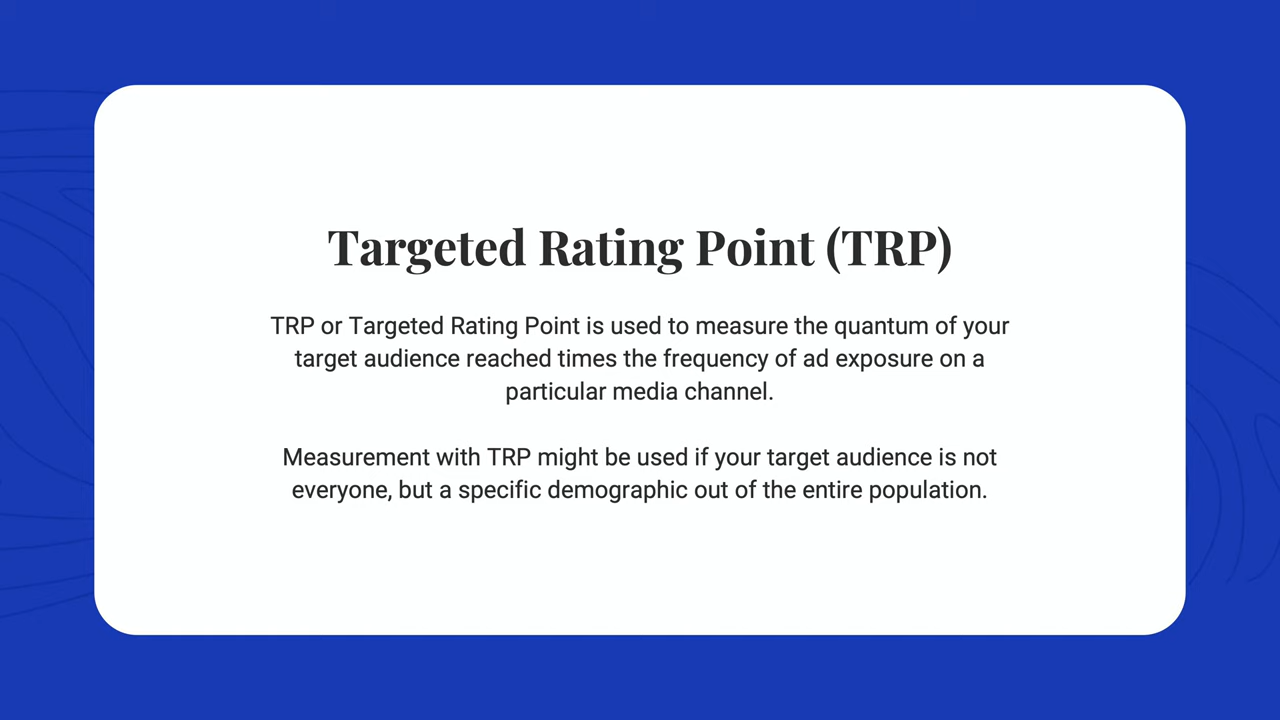 Targeted Rating Point (TRP)
TRP or Targeted Rating Point is used to measure the quantum of your
target audience reached times the frequency of ad exposure on a
particular media channel.
Measurement with TRP might be used if your target audience is not
everyone, but a specific demographic out of the entire population.